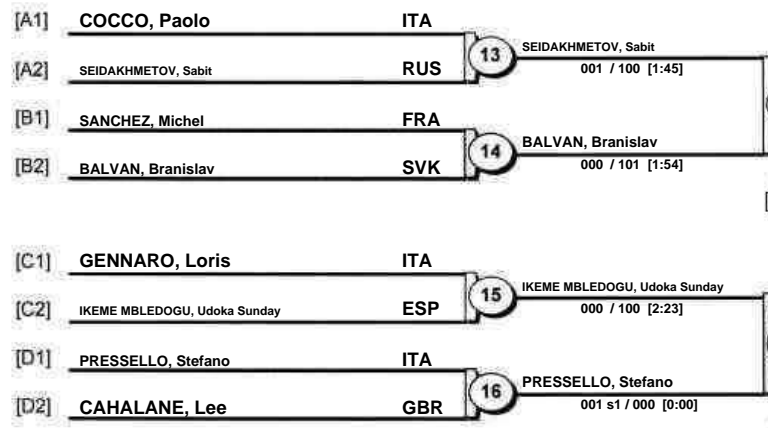 [A1] COCCO, Paolo ITA
13
SEIDAKHMETOV, Sabit
001 / 100 [1:45]
[A2] SEIDAKHMETOV, Sabit RUS
[B1] SANCHEZ, Michel FRA
14
BALVAN, Branislav
000 / 101 [1:54]
[B2] BALVAN, Branislav SVK
[C1] GENNARO, Loris ITA
15
IKEME MBLEDOGU, Udoka Sunday
000 / 100 [2:23]
[C2] IKEME MBLEDOGU, Udoka Sunday ESP
[D1] PRESSELLO, Stefano ITA
16
PRESSELLO, Stefano
001 s1 / 000 [0:00]
[D2] CAHALANE, Lee GBR